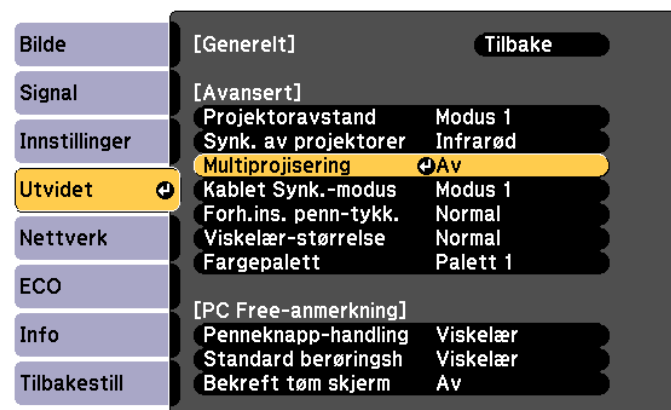 Bilde
Signal
Innstillinger
Utvidet
Nettverk
ECO
Info
Tilbakestill
[Generelt] Tilbake
[Avansert]
Projektoravstand Modus 1
Synk. av projektorer Infrarød
Multiprojisering Av
Kablet Synk.-modus Modus 1
Forh.ins. penn-tykk. Normal
Viskelær-størrelse Normal
Fargepalett Palett 1
[PC Free-anmerkning]
Penneknapp-handling Viskelær
Standard berøringsh Viskelær
Bekreft tøm skjerm Av